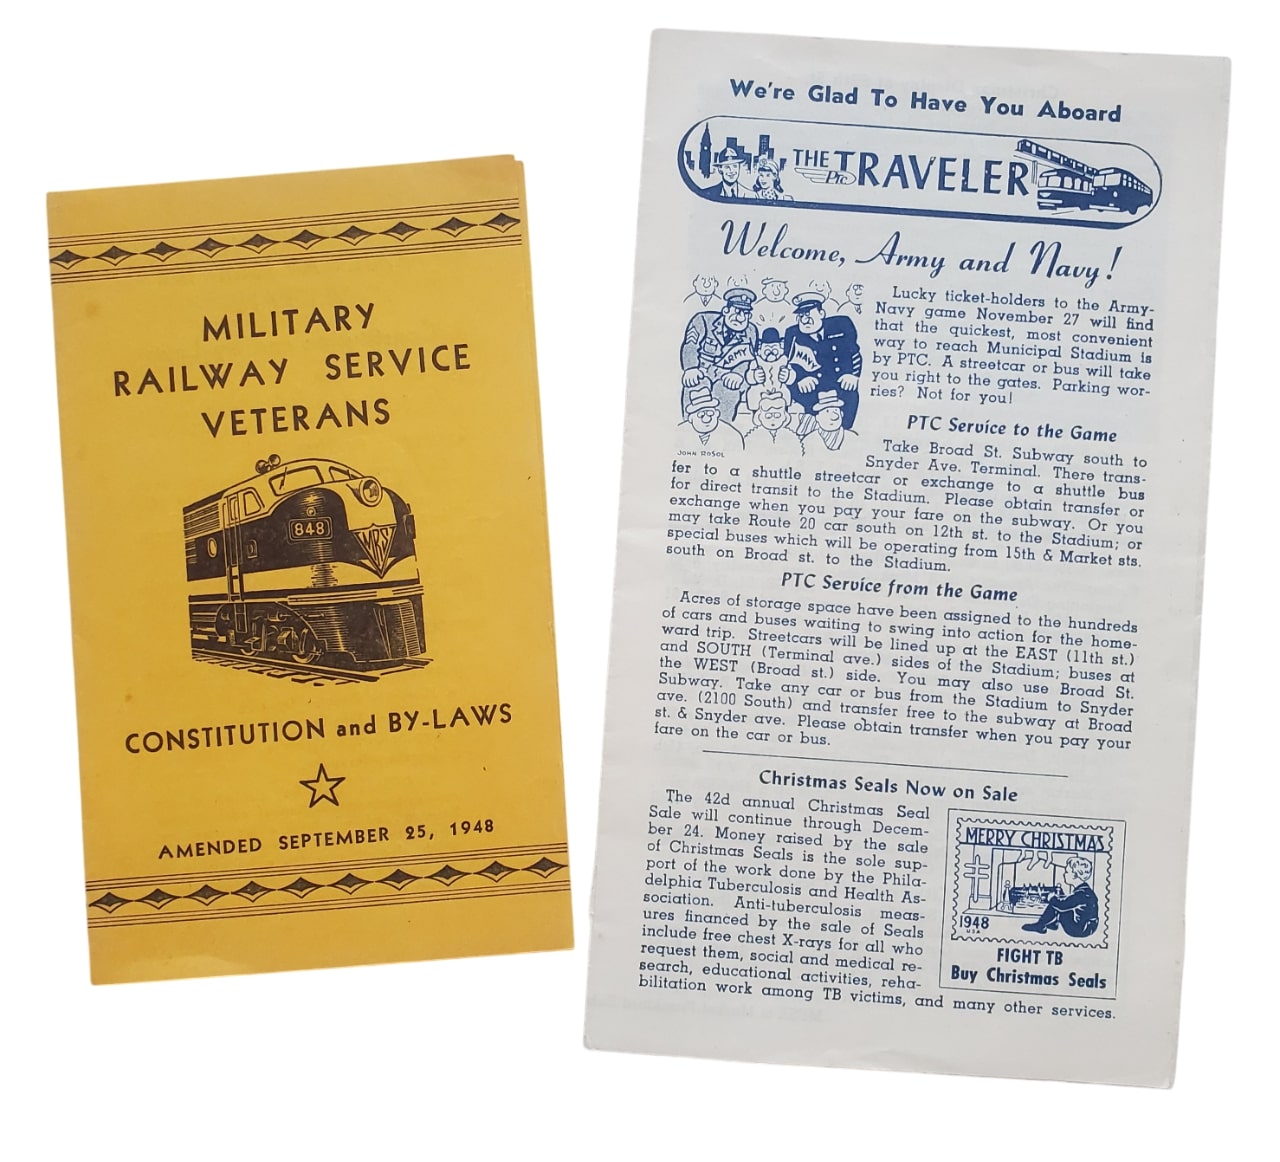 MILITARY
RAILWAY SERVICE
VETERANS
848
MRS
CONSTITUTION and BY-LAWS
AMENDED SEPTEMBER 25, 1948
We're Glad To Have You Aboard
THE TRAVELER
PTC
Welcome, Army and Navy!
ARMY
NAVY
JOHN ROSOL
Lucky ticket-holders to the Army-
Navy game November 27 will find
that the quickest, most convenient
way to reach Municipal Stadium is
by PTC. A streetcar or bus will take
you right to the gates. Parking wor-
ries? Not for you!
PTC Service to the Game
Take Broad St. Subway south to
Snyder Ave. Terminal. There trans-
fer to a shuttle streetcar or exchange to a shuttle bus
for direct transit to the Stadium. Please obtain transfer or
exchange when you pay your fare on the subway. Or you
may take Route 20 car south on 12th st. to the Stadium; or
special buses which will be operating from 15th & Market sts.
south on Broad st. to the Stadium.
PTC Service from the Game
Acres of storage space have been assigned to the hundreds
of cars and buses waiting to swing into action for the home-
ward trip. Streetcars will be lined up at the EAST (11th st.)
and SOUTH (Terminal ave.) sides of the Stadium; buses at
the WEST (Broad st.) side. You may also use Broad St.
Subway. Take any car or bus from the Stadium to Snyder
ave. (2100 South) and transfer free to the subway at Broad
st. & Snyder ave. Please obtain transfer when you pay your
fare on the car or bus.
Christmas Seals Now on Sale
The 42d annual Christmas Seal
Sale will continue through Decem-
ber 24. Money raised by the sale
of Christmas Seals is the sole sup-
port of the work done by the Phila-
delphia Tuberculosis and Health As-
sociation. Anti-tuberculosis meas-
ures financed by the sale of Seals
include free chest X-rays for all who
request them, social and medical re-
search, educational activities, reha-
bilitation work among TB victims, and many other services.
MERRY CHRISTMAS
1948
USA
FIGHT TB
Buy Christmas Seals